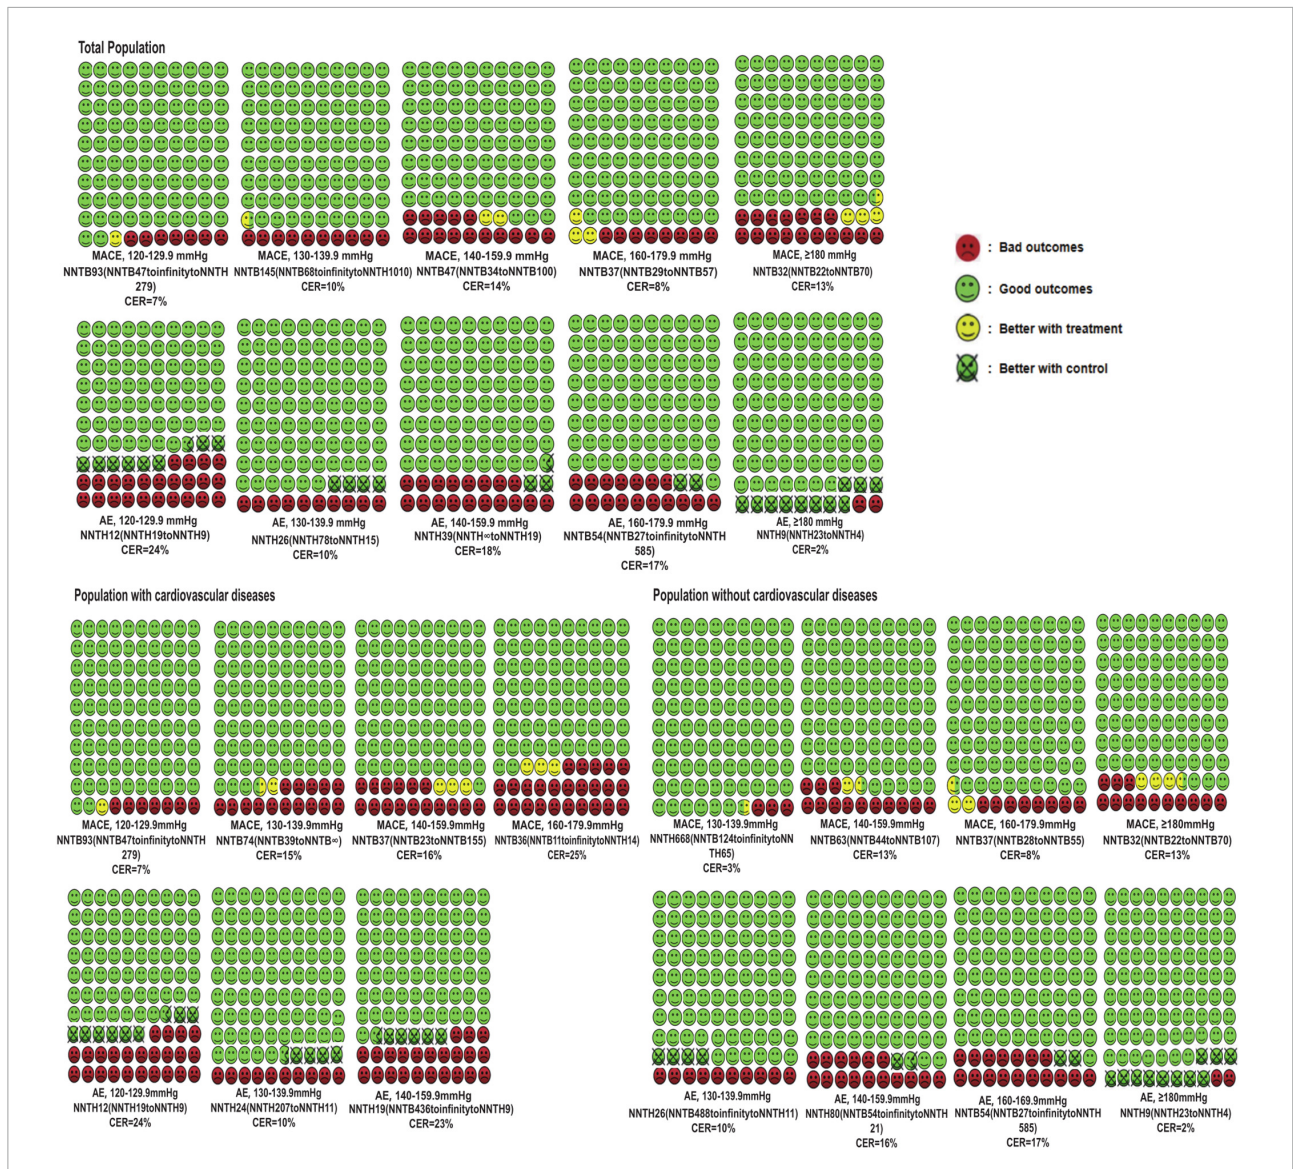 Total Population
MACE, 120-129.9 mmHg
NNTB93(NNTB47toinfinitytoNNTH
279)
CER=7%
MACE, 130-139.9 mmHg
NNTB145(NNTB68toinfinitytoNNTH1010)
CER=10%
MACE, 140-159.9 mmHg
NNTB47(NNTB34toNNTB100)
CER=14%
MACE, 160-179.9 mmHg
NNTB37(NNTB29toNNTB57)
CER=8%
MACE, ≥180 mmHg
NNTB32(NNTB22toNNTB70)
CER=13%
: Bad outcomes
: Good outcomes
: Better with treatment
: Better with control
AE, 120-129.9 mmHg
NNTH12(NNTH19toNNTH9)
CER=24%
AE, 130-139.9 mmHg
NNTH26(NNTH78toNNTH15)
CER=10%
AE, 140-159.9 mmHg
NNTH39(NNTH∞toNNTH19)
CER=18%
AE, 160-179.9 mmHg
NNTB54(NNTB27toinfinitytoNNTH
585)
CER=17%
AE, ≥180 mmHg
NNTH9(NNTH23toNNTH4)
CER=2%
Population with cardiovascular diseases
MACE, 120-129.9mmHg
NNTB93(NNTB47toinfinitytoNNTH
279)
CER=7%
MACE, 130-139.9mmHg
NNTB74(NNTB39toNNTB∞)
CER=15%
MACE, 140-159.9mmHg
NNTB37(NNTB23toNNTB155)
CER=16%
MACE, 160-179.9mmHg
NNTB36(NNTB11toinfinitytoNNTH14)
CER=25%
Population without cardiovascular diseases
MACE, 130-139.9mmHg
NNTH668(NNTB124toinfinitytoNN
TH65)
CER=3%
MACE, 140-159.9mmHg
NNTB63(NNTB44toNNTB107)
CER=13%
MACE, 160-179.9mmHg
NNTB37(NNTB28toNNTB55)
CER=8%
MACE, ≥180mmHg
NNTB32(NNTB22toNNTB70)
CER=13%
AE, 120-129.9mmHg
NNTH12(NNTH19toNNTH9)
CER=24%
AE, 130-139.9mmHg
NNTH24(NNTH207toNNTH11)
CER=10%
AE, 140-159.9mmHg
NNTH19(NNTB436toinfinitytoNNTH9)
CER=23%
AE, 130-139.9mmHg
NNTH26(NNTB488toinfinitytoNNTH11)
CER=10%
AE, 140-159.9mmHg
NNTH80(NNTB54toinfinitytoNNTH
21)
CER=16%
AE, 160-169.9mmHg
NNTB54(NNTB27toinfinitytoNNTH
585)
CER=17%
AE, ≥180mmHg
NNTH9(NNTH23toNNTH4)
CER=2%